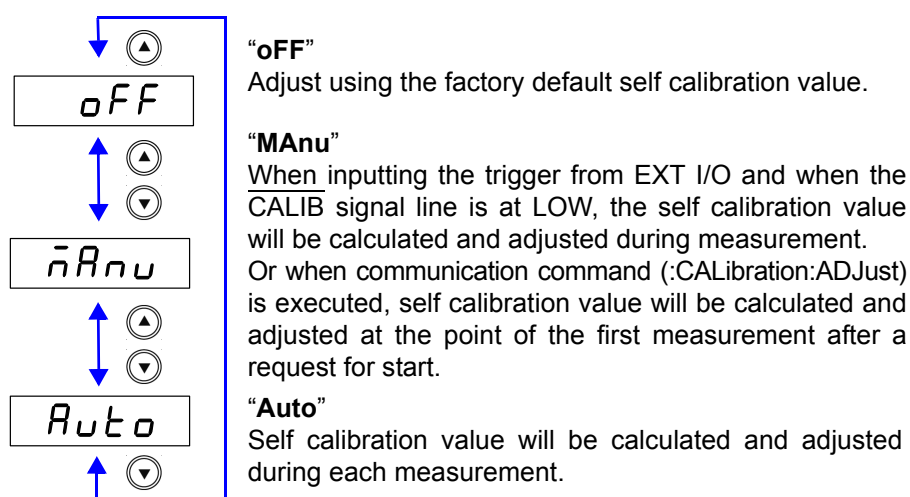 oFF
"oFF"
Adjust using the factory default self calibration value.
mAnu
"MAnu"
When inputting the trigger from EXT I/O and when the
CALIB signal line is at LOW, the self calibration value
will be calculated and adjusted during measurement.
Or when communication command (:CALibration:ADJust)
is executed, self calibration value will be calculated and
adjusted at the point of the first measurement after a
request for start.
Auto
"Auto"
Self calibration value will be calculated and adjusted
during each measurement.